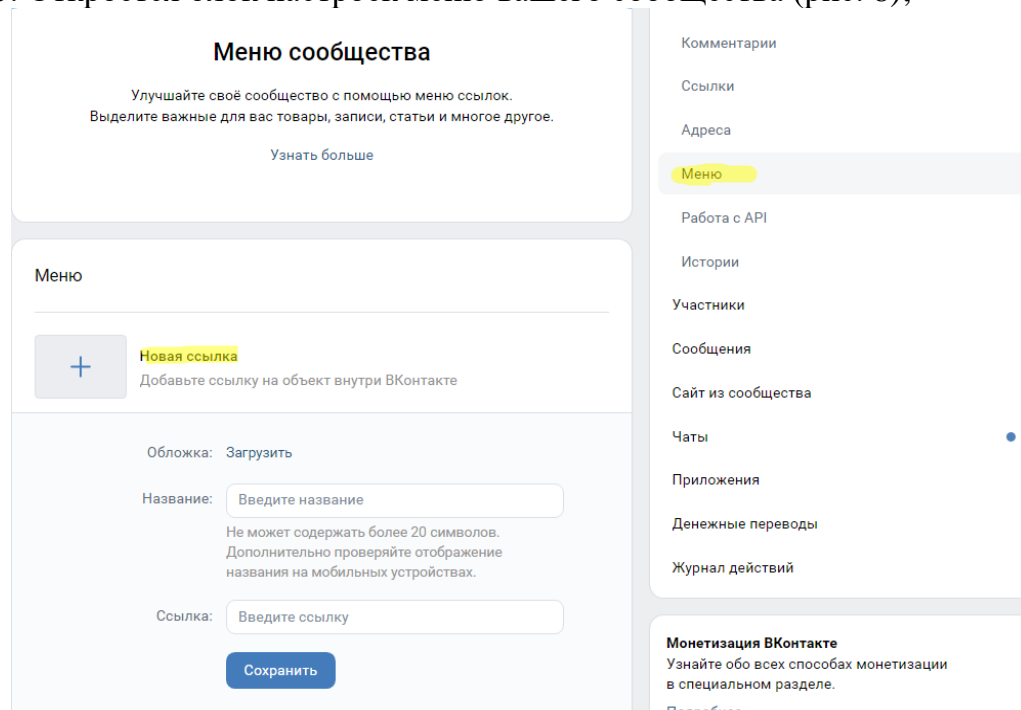 Меню сообщества
Улучшайте своё сообщество с помощью меню ссылок.
Выделите важные для вас товары, записи, статьи и многое другое.
Узнать больше
Меню
Новая ссылка
Добавьте ссылку на объект внутри ВКонтакте
Обложка: Загрузить
Название: Введите название
Не может содержать более 20 символов.
Дополнительно проверяйте отображение
названия на мобильных устройствах.
Ссылка: Введите ссылку
Сохранить
Комментарии
Ссылки
Адреса
Меню
Работа с API
Истории
Участники
Сообщения
Сайт из сообщества
Чаты
Приложения
Денежные переводы
Журнал действий
Монетизация ВКонтакте
Узнайте обо всех способах монетизации
в специальном разделе.